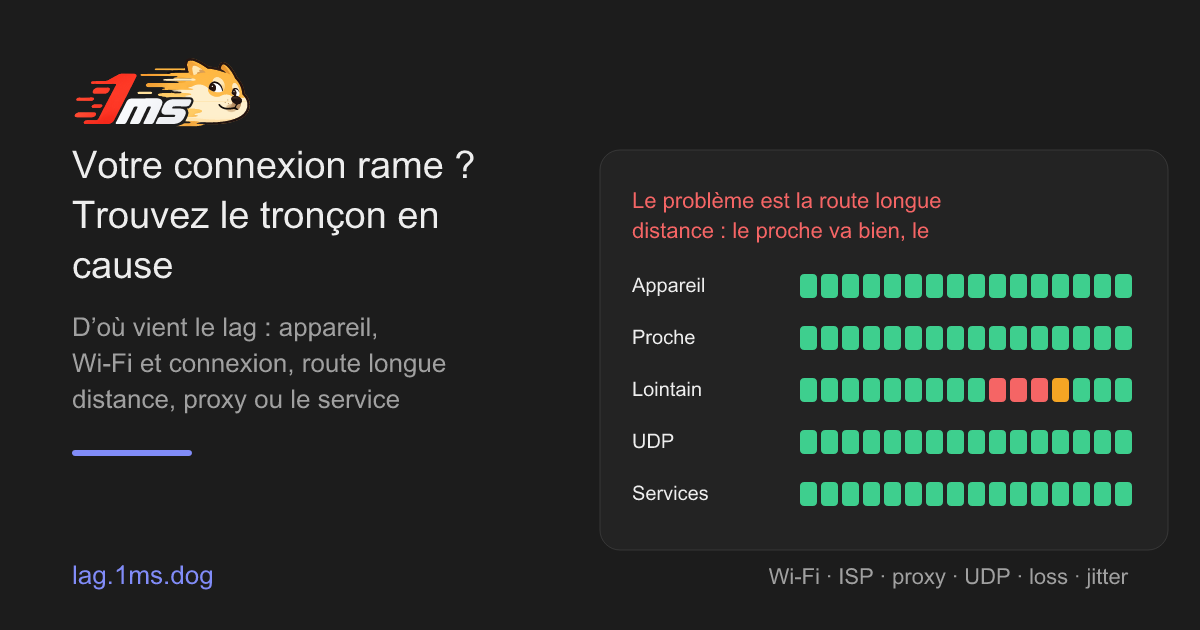 1ms
Votre connexion rame ?
Trouvez le tronçon en
cause
D’où vient le lag : appareil,
Wi-Fi et connexion, route longue
distance, proxy ou le service
lag.1ms.dog
Le problème est la route longue
distance : le proche va bien, le
Appareil
Proche
Lointain
UDP
Services
Wi-Fi · ISP · proxy · UDP · loss · jitter